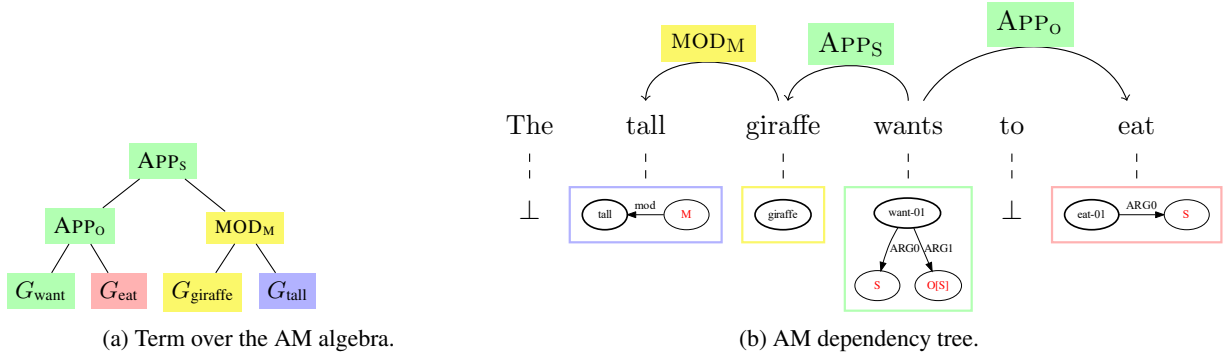 MOD_M APP_S APP_O
The tall giraffe wants to eat
⊥ tall mod M giraffe want-01 ⊥ eat-01 ARG0 S
ARG0 ARG1
S O[S]
APP_S
APP_O MOD_M
G_want G_eat G_giraffe G_tall
(a) Term over the AM algebra.
(b) AM dependency tree.